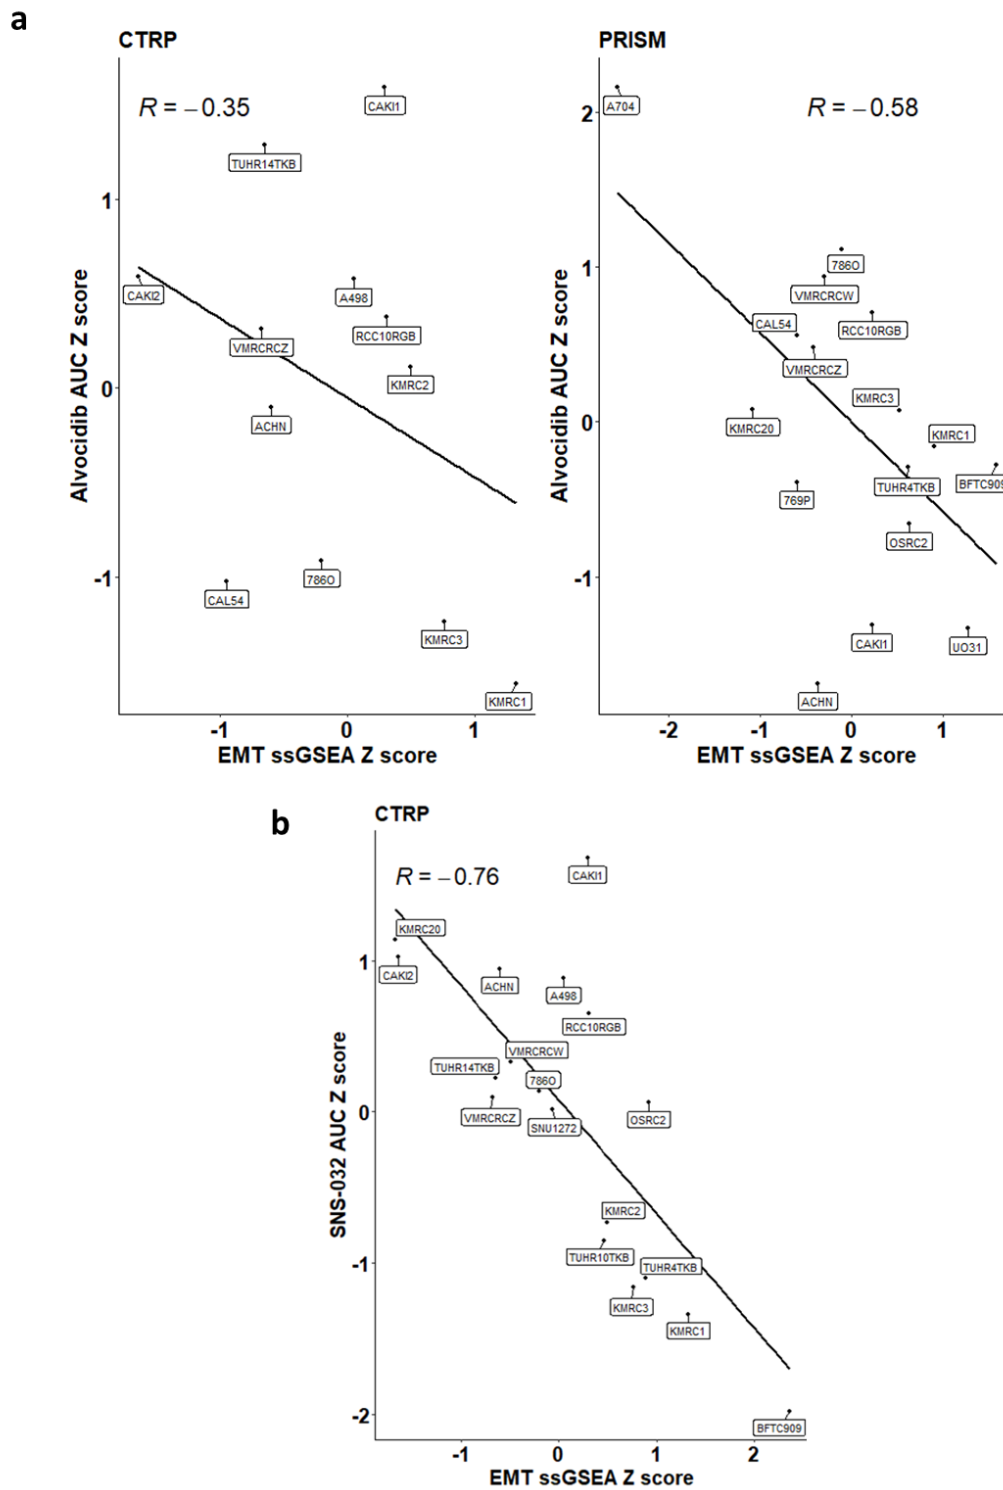 a
CTRP
R = −0.35
CAKI1
TUHR14TKB
CAKI2
A498
RCC10RGB
VMRCRCZ
KMRC2
ACHN
786O
CAL54
KMRC3
KMRC1
1
0
-1
Alvocidib AUC Z score
-1 0 1
EMT ssGSEA Z score
PRISM
R = −0.58
A704
786O
VMRCRCW
CAL54
RCC10RGB
VMRCRCZ
KMRC3
KMRC20
KMRC1
TUHR4TKB
BFTC909
769P
OSRC2
CAKI1
UO31
ACHN
2
1
0
-1
Alvocidib AUC Z score
-2 -1 0 1
EMT ssGSEA Z score
b
CTRP
R = −0.76
CAKI1
KMRC20
CAKI2
ACHN
A498
RCC10RGB
VMRCRCW
TUHR14TKB
786O
VMRCRCZ
SNU1272
OSRC2
KMRC2
TUHR10TKB
TUHR4TKB
KMRC3
KMRC1
BFTC909
1
0
-1
-2
SNS-032 AUC Z score
-1 0 1 2
EMT ssGSEA Z score